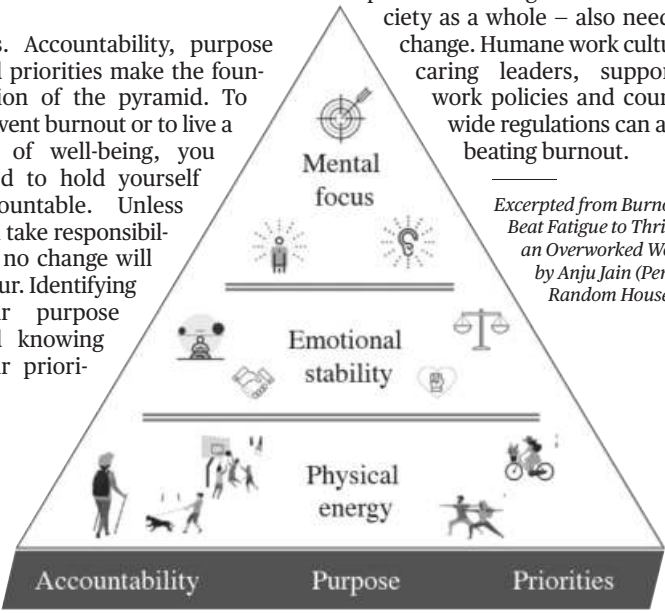 ciety as a whole – also need
change. Humane work cultu
caring leaders, suppor
work policies and coun
wide regulations can a
beating burnout.
Excerpted from Burno
Beat Fatigue to Thri
an Overworked Wo
by Anju Jain (Pen
Random House
s. Accountability, purpose
l priorities make the foun-
ion of the pyramid. To
vent burnout or to live a
of well-being, you
d to hold yourself
ountable. Unless
take responsibil-
no change will
ur. Identifying
r purpose
l knowing
r priori-
Mental
focus
Emotional
stability
Physical
energy
Accountability Purpose Priorities